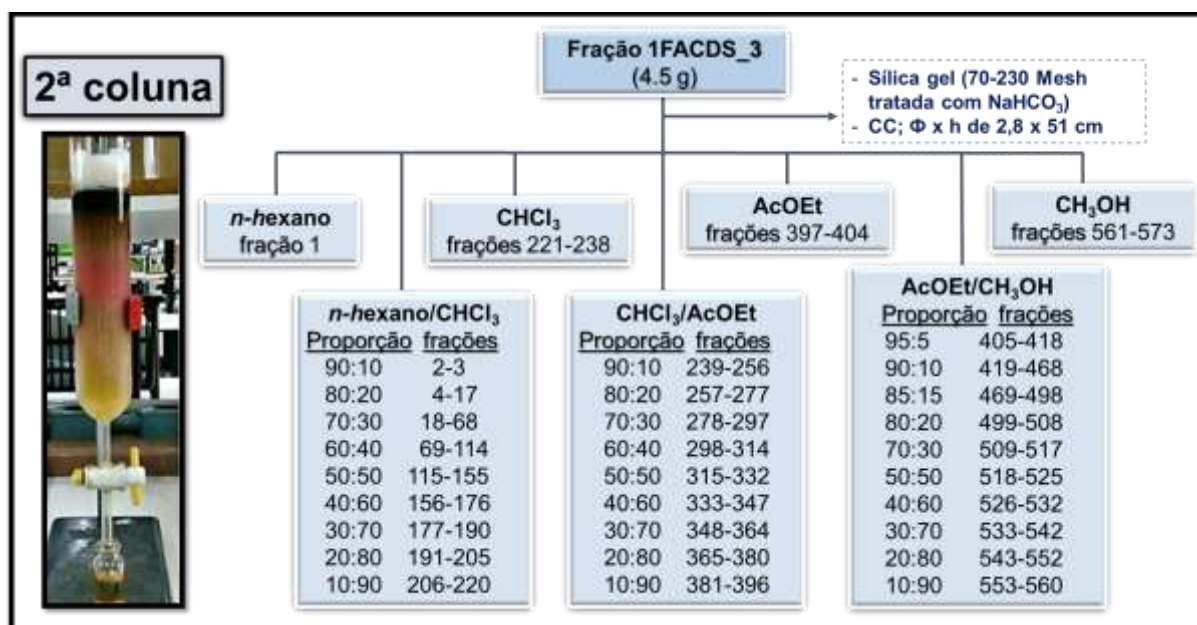 2ª coluna
Fração 1FACDS_3
(4.5 g)
- Sílica gel (70-230 Mesh
tratada com NaHCO₃)
- CC; Φ x h de 2,8 x 51 cm
n-hexano
fração 1
CHCl₃
frações 221-238
AcOEt
frações 397-404
CH₃OH
frações 561-573
n-hexano/CHCl₃
Proporção frações
90:10 2-3
80:20 4-17
70:30 18-68
60:40 69-114
50:50 115-155
40:60 156-176
30:70 177-190
20:80 191-205
10:90 206-220
CHCl₃/AcOEt
Proporção frações
90:10 239-256
80:20 257-277
70:30 278-297
60:40 298-314
50:50 315-332
40:60 333-347
30:70 348-364
20:80 365-380
10:90 381-396
AcOEt/CH₃OH
Proporção frações
95:5 405-418
90:10 419-468
85:15 469-498
80:20 499-508
70:30 509-517
50:50 518-525
40:60 526-532
30:70 533-542
20:80 543-552
10:90 553-560